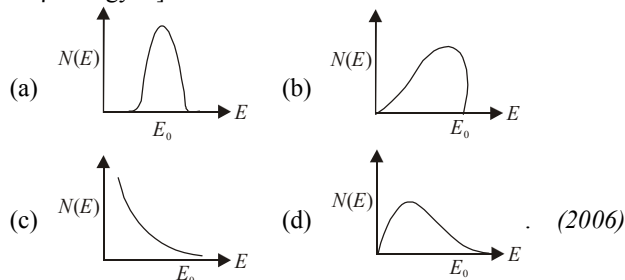 (a) N(E) E₀ E (b) N(E) E₀ E
(c) N(E) E₀ (d) N(E) E₀ E . (2006)